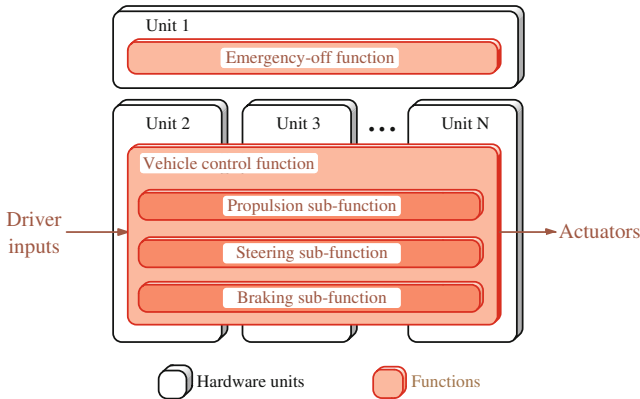 Unit 1
Emergency-off function
Unit 2
Unit 3
...
Unit N
Vehicle control function
Propulsion sub-function
Driver
inputs
Actuators
Steering sub-function
Braking sub-function
Hardware units
Functions